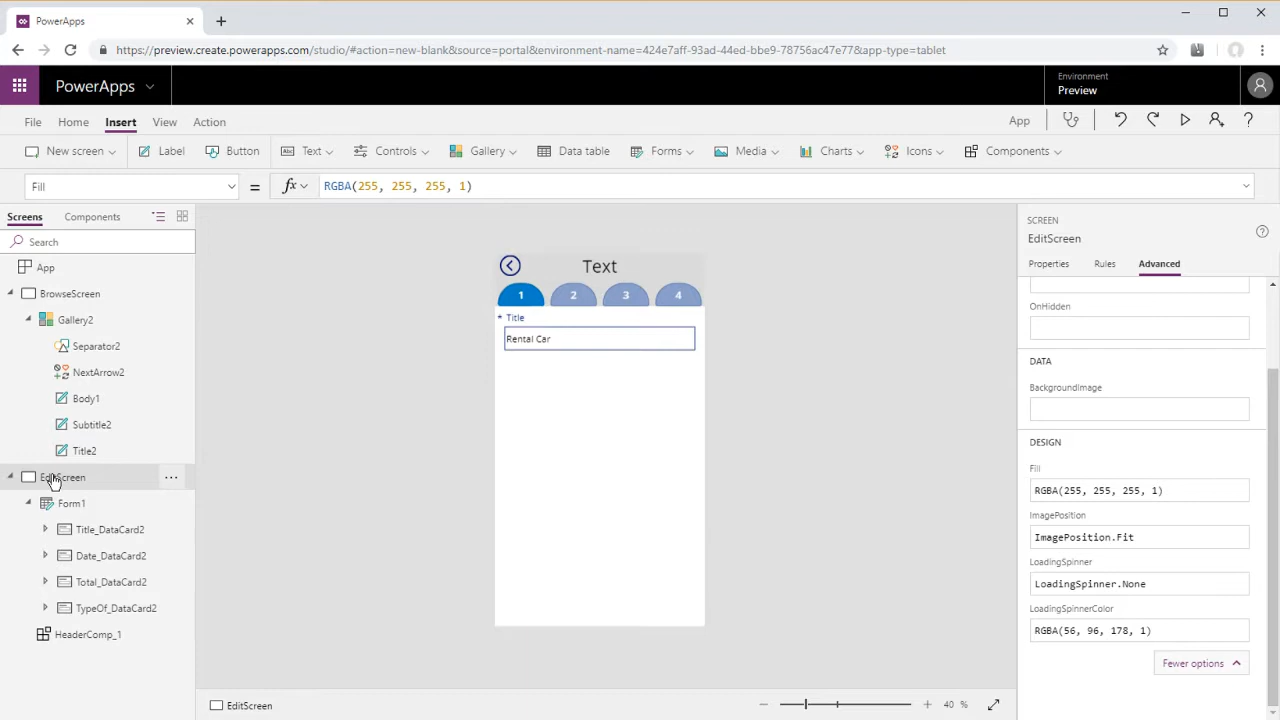 PowerApps
https://preview.create.powerapps.com/studio/#action=new-blank&source=portal&environment-name=424e7aff-93ad-44ed-bbe9-78756ac47e77&app-type=tablet
PowerApps
Environment
Preview
File Home Insert View Action App
New screen Label Button Text Controls Gallery Data table Forms Media Charts Icons Components
Fill = fx RGBA(255, 255, 255, 1)
Screens Components
Search
App
BrowseScreen
Gallery2
Separator2
NextArrow2
Body1
Subtitle2
Title2
EditScreen
Form1
Title_DataCard2
Date_DataCard2
Total_DataCard2
TypeOf_DataCard2
HeaderComp_1
Text
1 2 3 4
* Title
Rental Car
EditScreen
40 %
SCREEN
EditScreen
Properties Rules Advanced
OnHidden
DATA
BackgroundImage
DESIGN
Fill
RGBA(255, 255, 255, 1)
ImagePosition
ImagePosition.Fit
LoadingSpinner
LoadingSpinner.None
LoadingSpinnerColor
RGBA(56, 96, 178, 1)
Fewer options